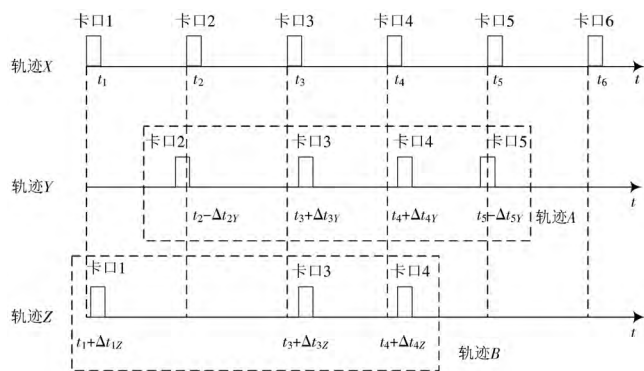 卡口1 卡口2 卡口3 卡口4 卡口5 卡口6
轨迹X
t₁ t₂ t₃ t₄ t₅ t₆ t
卡口2 卡口3 卡口4 卡口5
轨迹Y
t
t₂−Δt₂Y t₃+Δt₃Y t₄+Δt₄Y t₅−Δt₅Y 轨迹A
卡口1 卡口3 卡口4
轨迹Z
t
t₁+Δt₁Z t₃+Δt₃Z t₄+Δt₄Z 轨迹B